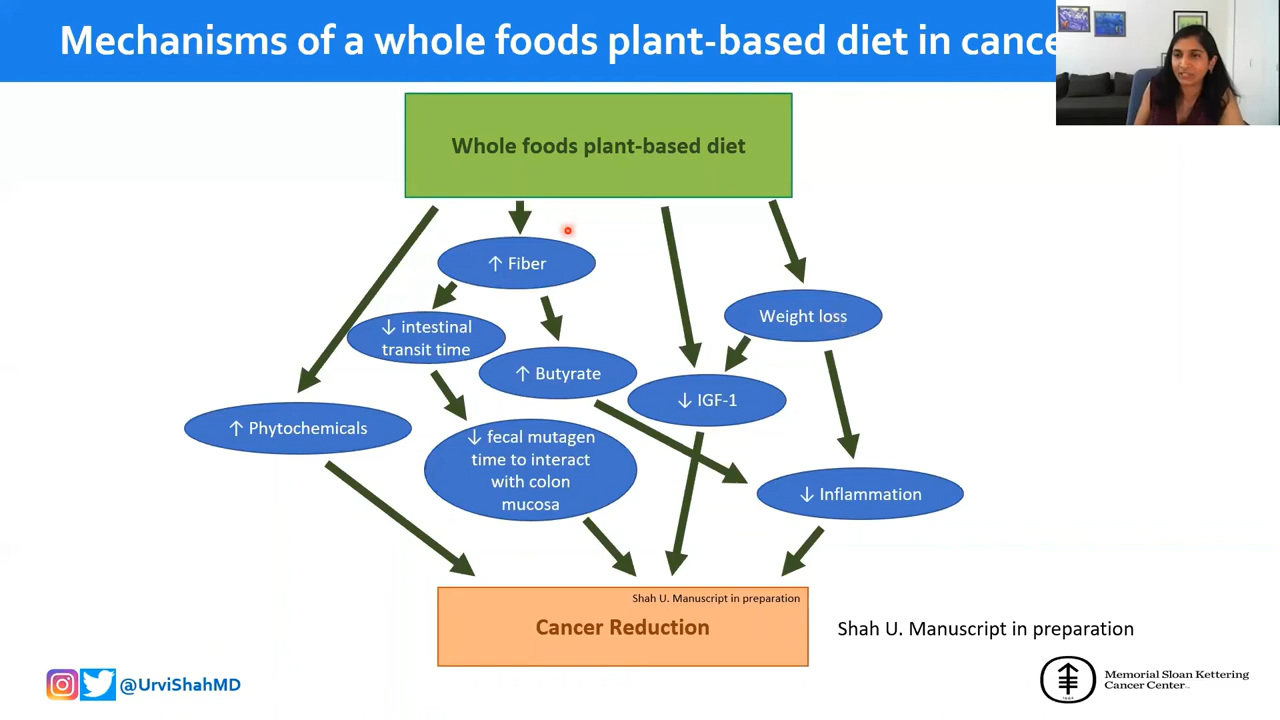 Mechanisms of a whole foods plant-based diet in cance
Whole foods plant-based diet
↑ Fiber
↓ intestinal
transit time
↑ Butyrate
Weight loss
↓ IGF-1
↑ Phytochemicals
↓ fecal mutagen
time to interact
with colon
mucosa
↓ Inflammation
Shah U. Manuscript in preparation
Cancer Reduction
Shah U. Manuscript in preparation
@UrviShahMD
Memorial Sloan Kettering
Cancer Center